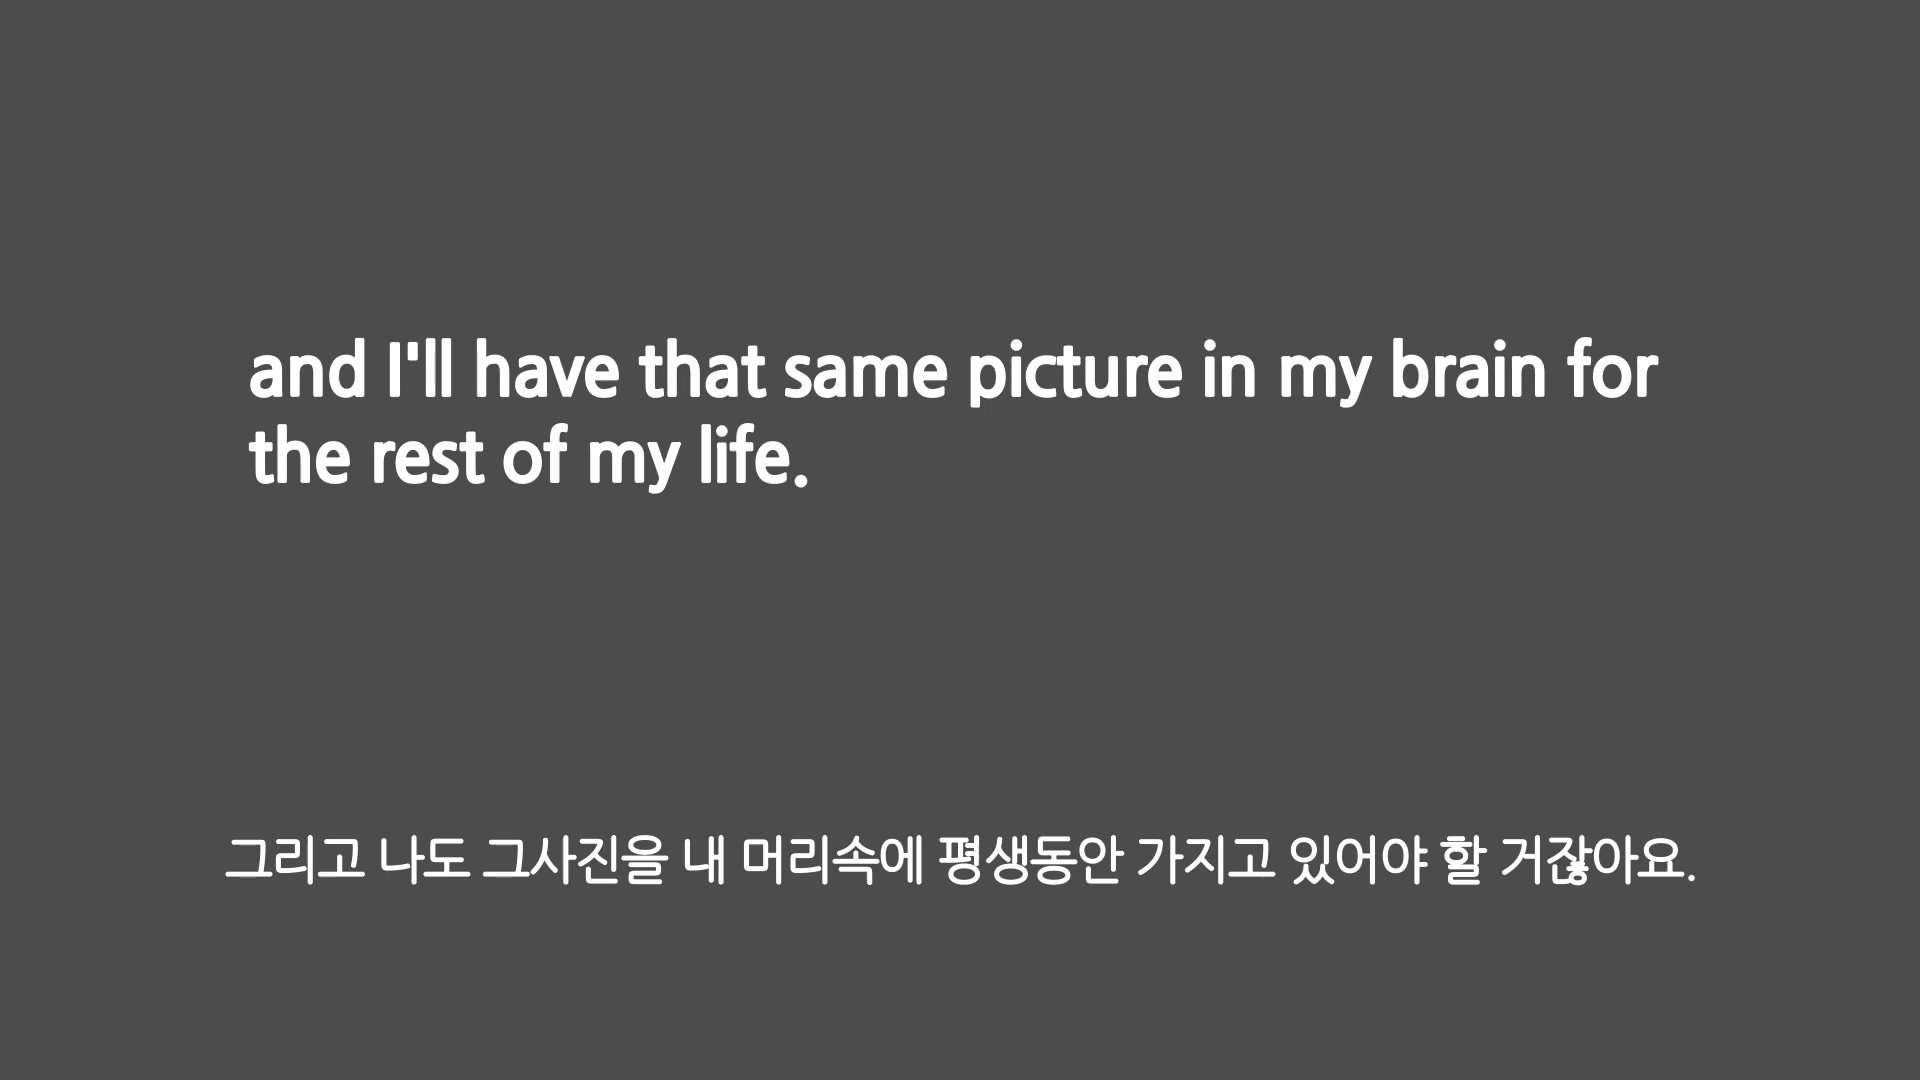 and I'll have that same picture in my brain for
the rest of my life.
그리고 나도 그사진을 내 머리속에 평생동안 가지고 있어야 할 거잖아요.